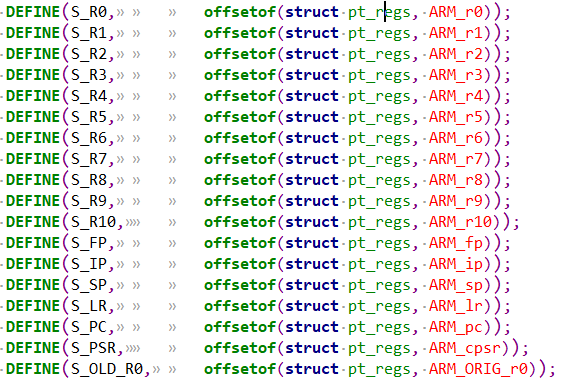 DEFINE(S_R0, offsetof(struct pt_regs, ARM_r0));
DEFINE(S_R1, offsetof(struct pt_regs, ARM_r1));
DEFINE(S_R2, offsetof(struct pt_regs, ARM_r2));
DEFINE(S_R3, offsetof(struct pt_regs, ARM_r3));
DEFINE(S_R4, offsetof(struct pt_regs, ARM_r4));
DEFINE(S_R5, offsetof(struct pt_regs, ARM_r5));
DEFINE(S_R6, offsetof(struct pt_regs, ARM_r6));
DEFINE(S_R7, offsetof(struct pt_regs, ARM_r7));
DEFINE(S_R8, offsetof(struct pt_regs, ARM_r8));
DEFINE(S_R9, offsetof(struct pt_regs, ARM_r9));
DEFINE(S_R10, offsetof(struct pt_regs, ARM_r10));
DEFINE(S_FP, offsetof(struct pt_regs, ARM_fp));
DEFINE(S_IP, offsetof(struct pt_regs, ARM_ip));
DEFINE(S_SP, offsetof(struct pt_regs, ARM_sp));
DEFINE(S_LR, offsetof(struct pt_regs, ARM_lr));
DEFINE(S_PC, offsetof(struct pt_regs, ARM_pc));
DEFINE(S_PSR, offsetof(struct pt_regs, ARM_cpsr));
DEFINE(S_OLD_R0, offsetof(struct pt_regs, ARM_ORIG_r0));